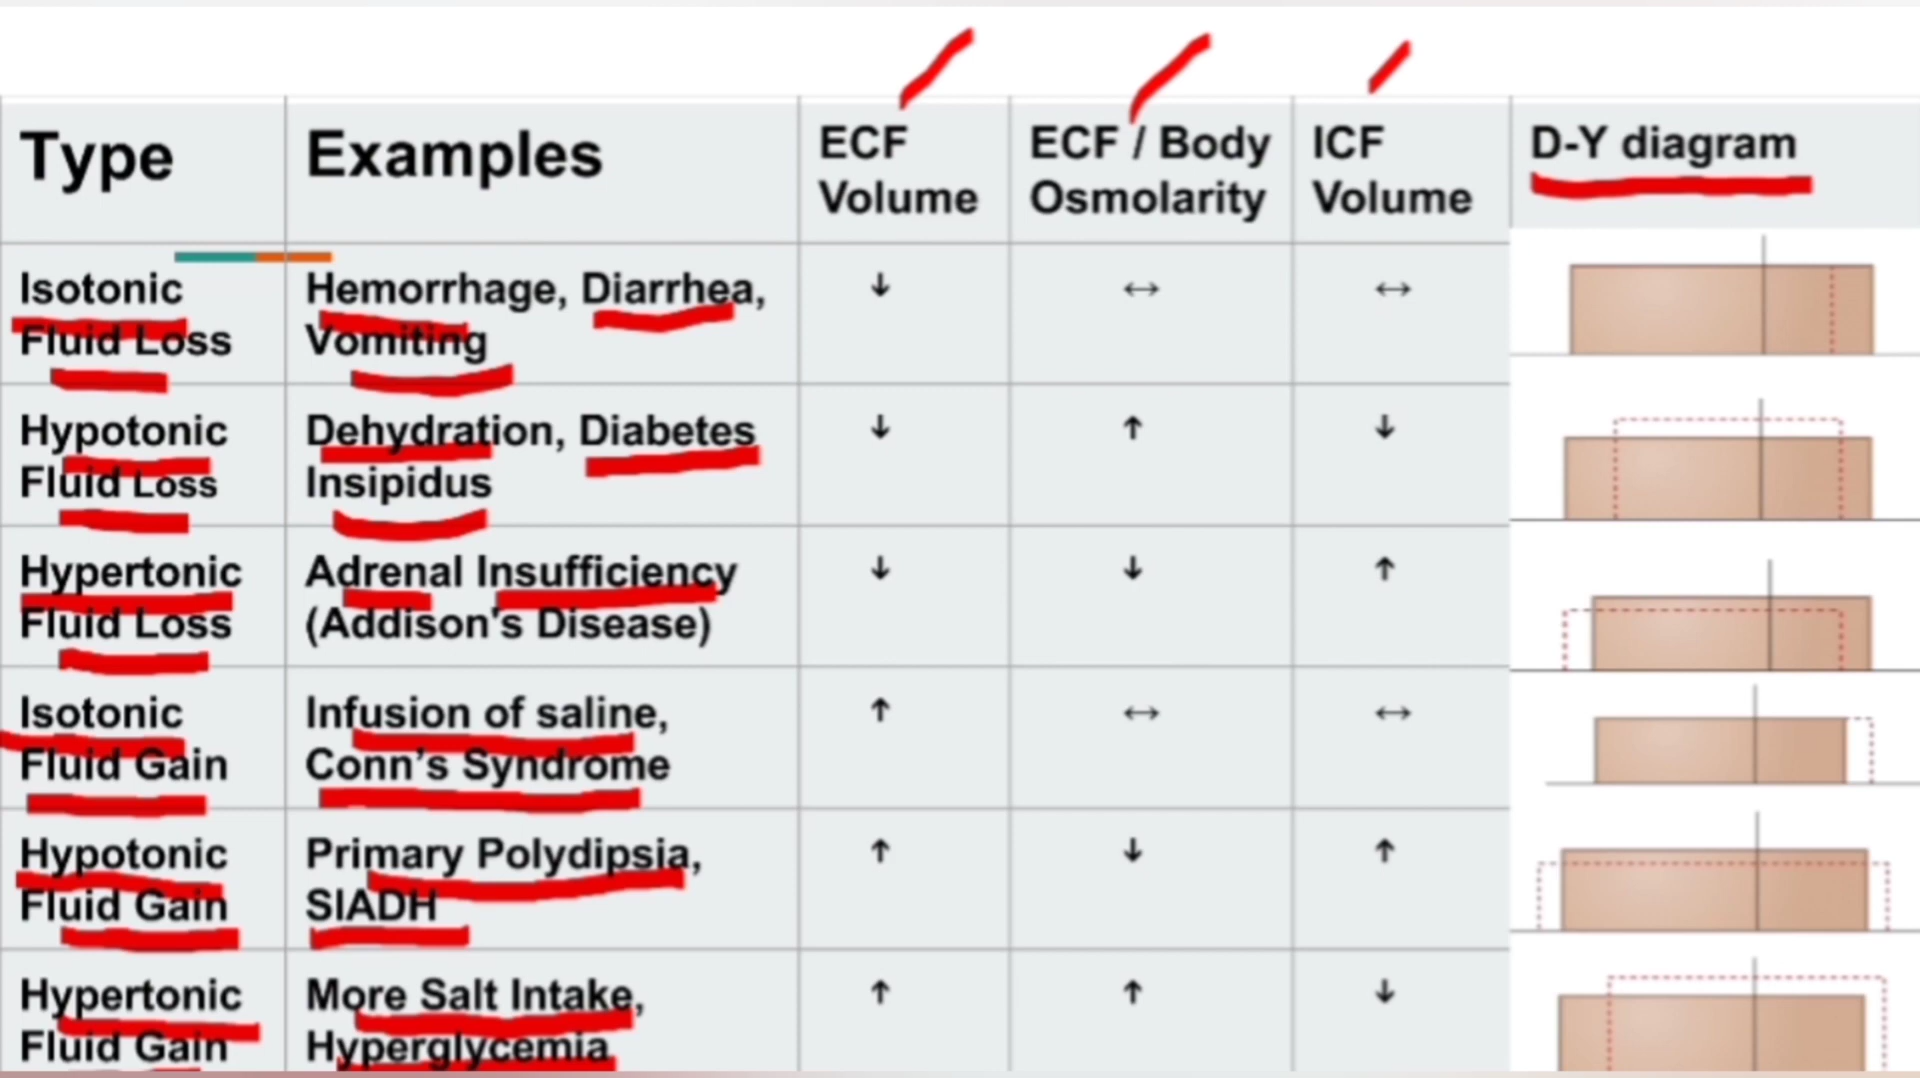 Type Examples ECF Volume ECF / Body Osmolarity ICF Volume D-Y diagram
Isotonic Hemorrhage, Diarrhea, ↓ ↔ ↔
Fluid Loss Vomiting
Hypotonic Dehydration, Diabetes ↓ ↑ ↓
Fluid Loss Insipidus
Hypertonic Adrenal Insufficiency ↓ ↓ ↑
Fluid Loss (Addison's Disease)
Isotonic Infusion of saline, ↑ ↔ ↔
Fluid Gain Conn's Syndrome
Hypotonic Primary Polydipsia, ↑ ↓ ↑
Fluid Gain SIADH
Hypertonic More Salt Intake, ↑ ↑ ↓
Fluid Gain Hyperglycemia